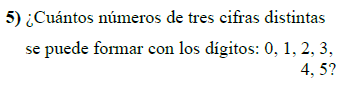 5) ¿Cuántos números de tres cifras distintas
se puede formar con los dígitos: 0, 1, 2, 3,
4, 5?